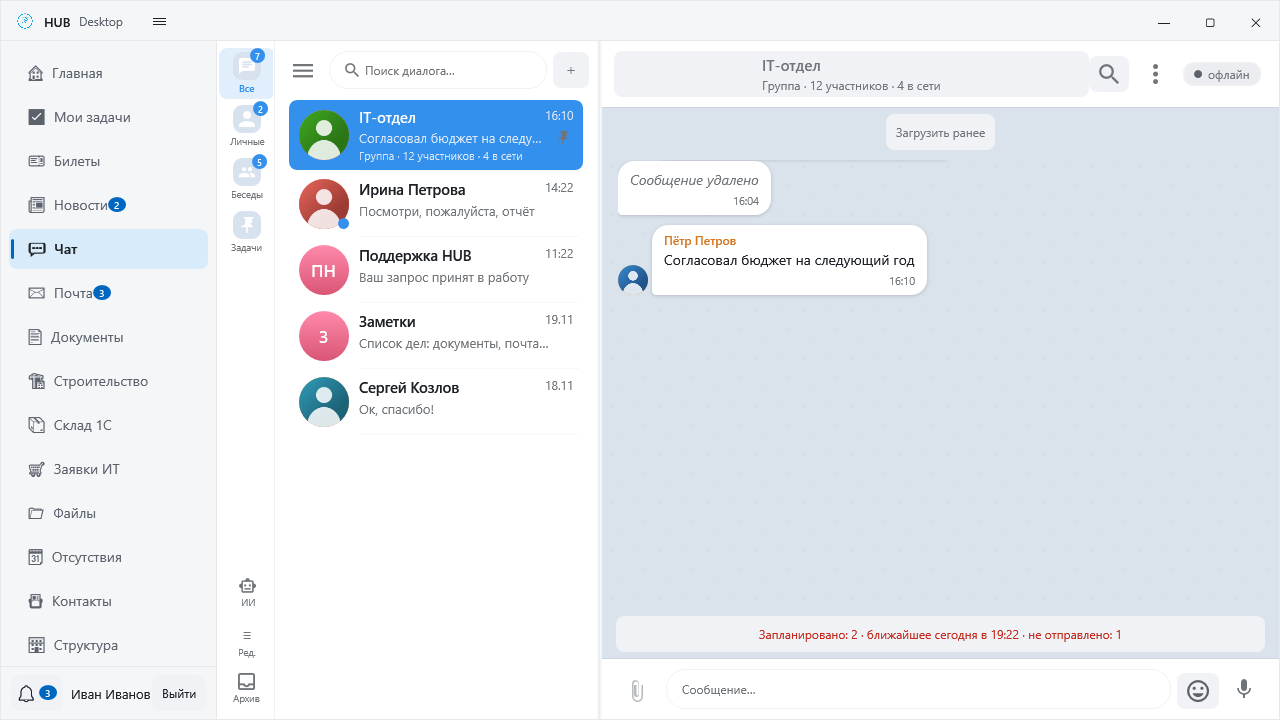 HUB Desktop
Главная
Мои задачи
Билеты
Новости 2
Чат
Почта 3
Документы
Строительство
Склад 1С
Заявки ИТ
Файлы
31 Отсутствия
Контакты
Структура
3 Иван Иванов Выйти
7
Все
2
Личные
5
Беседы
Задачи
ИИ
Ред.
Архив
Поиск диалога...
+
IT-отдел 16:10
Согласовал бюджет на следу...
Группа · 12 участников · 4 в сети
Ирина Петрова 14:22
Посмотри, пожалуйста, отчёт
ПН
Поддержка HUB 11:22
Ваш запрос принят в работу
З
Заметки 19.11
Список дел: документы, почта...
Сергей Козлов 18.11
Ок, спасибо!
IT-отдел
Группа · 12 участников · 4 в сети
офлайн
Загрузить ранее
Сообщение удалено
16:04
Пётр Петров
Согласовал бюджет на следующий год
16:10
Запланировано: 2 · ближайшее сегодня в 19:22 · не отправлено: 1
Сообщение...